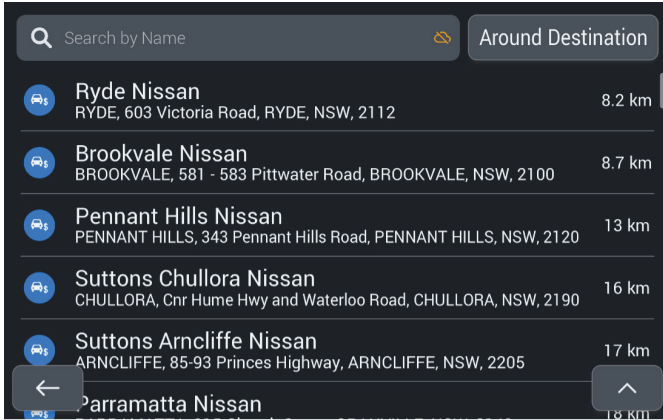 Search by Name
Around Destination
Ryde Nissan
RYDE, 603 Victoria Road, RYDE, NSW, 2112
8.2 km
Brookvale Nissan
BROOKVALE, 581 - 583 Pittwater Road, BROOKVALE, NSW, 2100
8.7 km
Pennant Hills Nissan
PENNANT HILLS, 343 Pennant Hills Road, PENNANT HILLS, NSW, 2120
13 km
Suttons Chullora Nissan
CHULLORA, Cnr Hume Hwy and Waterloo Road, CHULLORA, NSW, 2190
16 km
Suttons Arncliffe Nissan
ARNCLIFFE, 85-93 Princes Highway, ARNCLIFFE, NSW, 2205
17 km
Parramatta Nissan
18 km